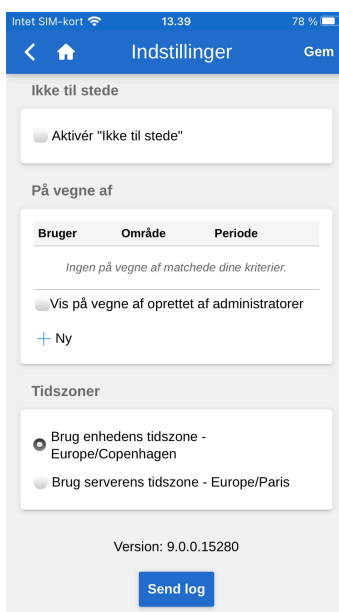 Intet SIM-kort 13.39 78 %
Indstillinger Gem
Ikke til stede
Aktivér "Ikke til stede"
På vegne af
Bruger Område Periode
Ingen på vegne af matchede dine kriterier.
Vis på vegne af oprettet af administratorer
Ny
Tidszoner
Brug enhedens tidszone -
Europe/Copenhagen
Brug serverens tidszone - Europe/Paris
Version: 9.0.0.15280
Send log